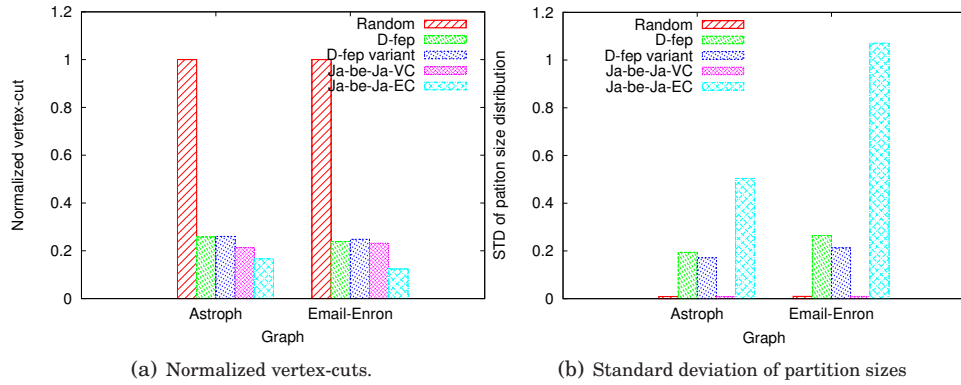 1.2
1
0.8
0.6
0.4
0.2
0
Normalized vertex-cut
Random
D-fep
D-fep variant
Ja-be-Ja-VC
Ja-be-Ja-EC
Astroph
Email-Enron
Graph
(a) Normalized vertex-cuts.
1.2
1
0.8
0.6
0.4
0.2
0
STD of patiton size distribution
Random
D-fep
D-fep variant
Ja-be-Ja-VC
Ja-be-Ja-EC
Astroph
Email-Enron
Graph
(b) Standard deviation of partition sizes